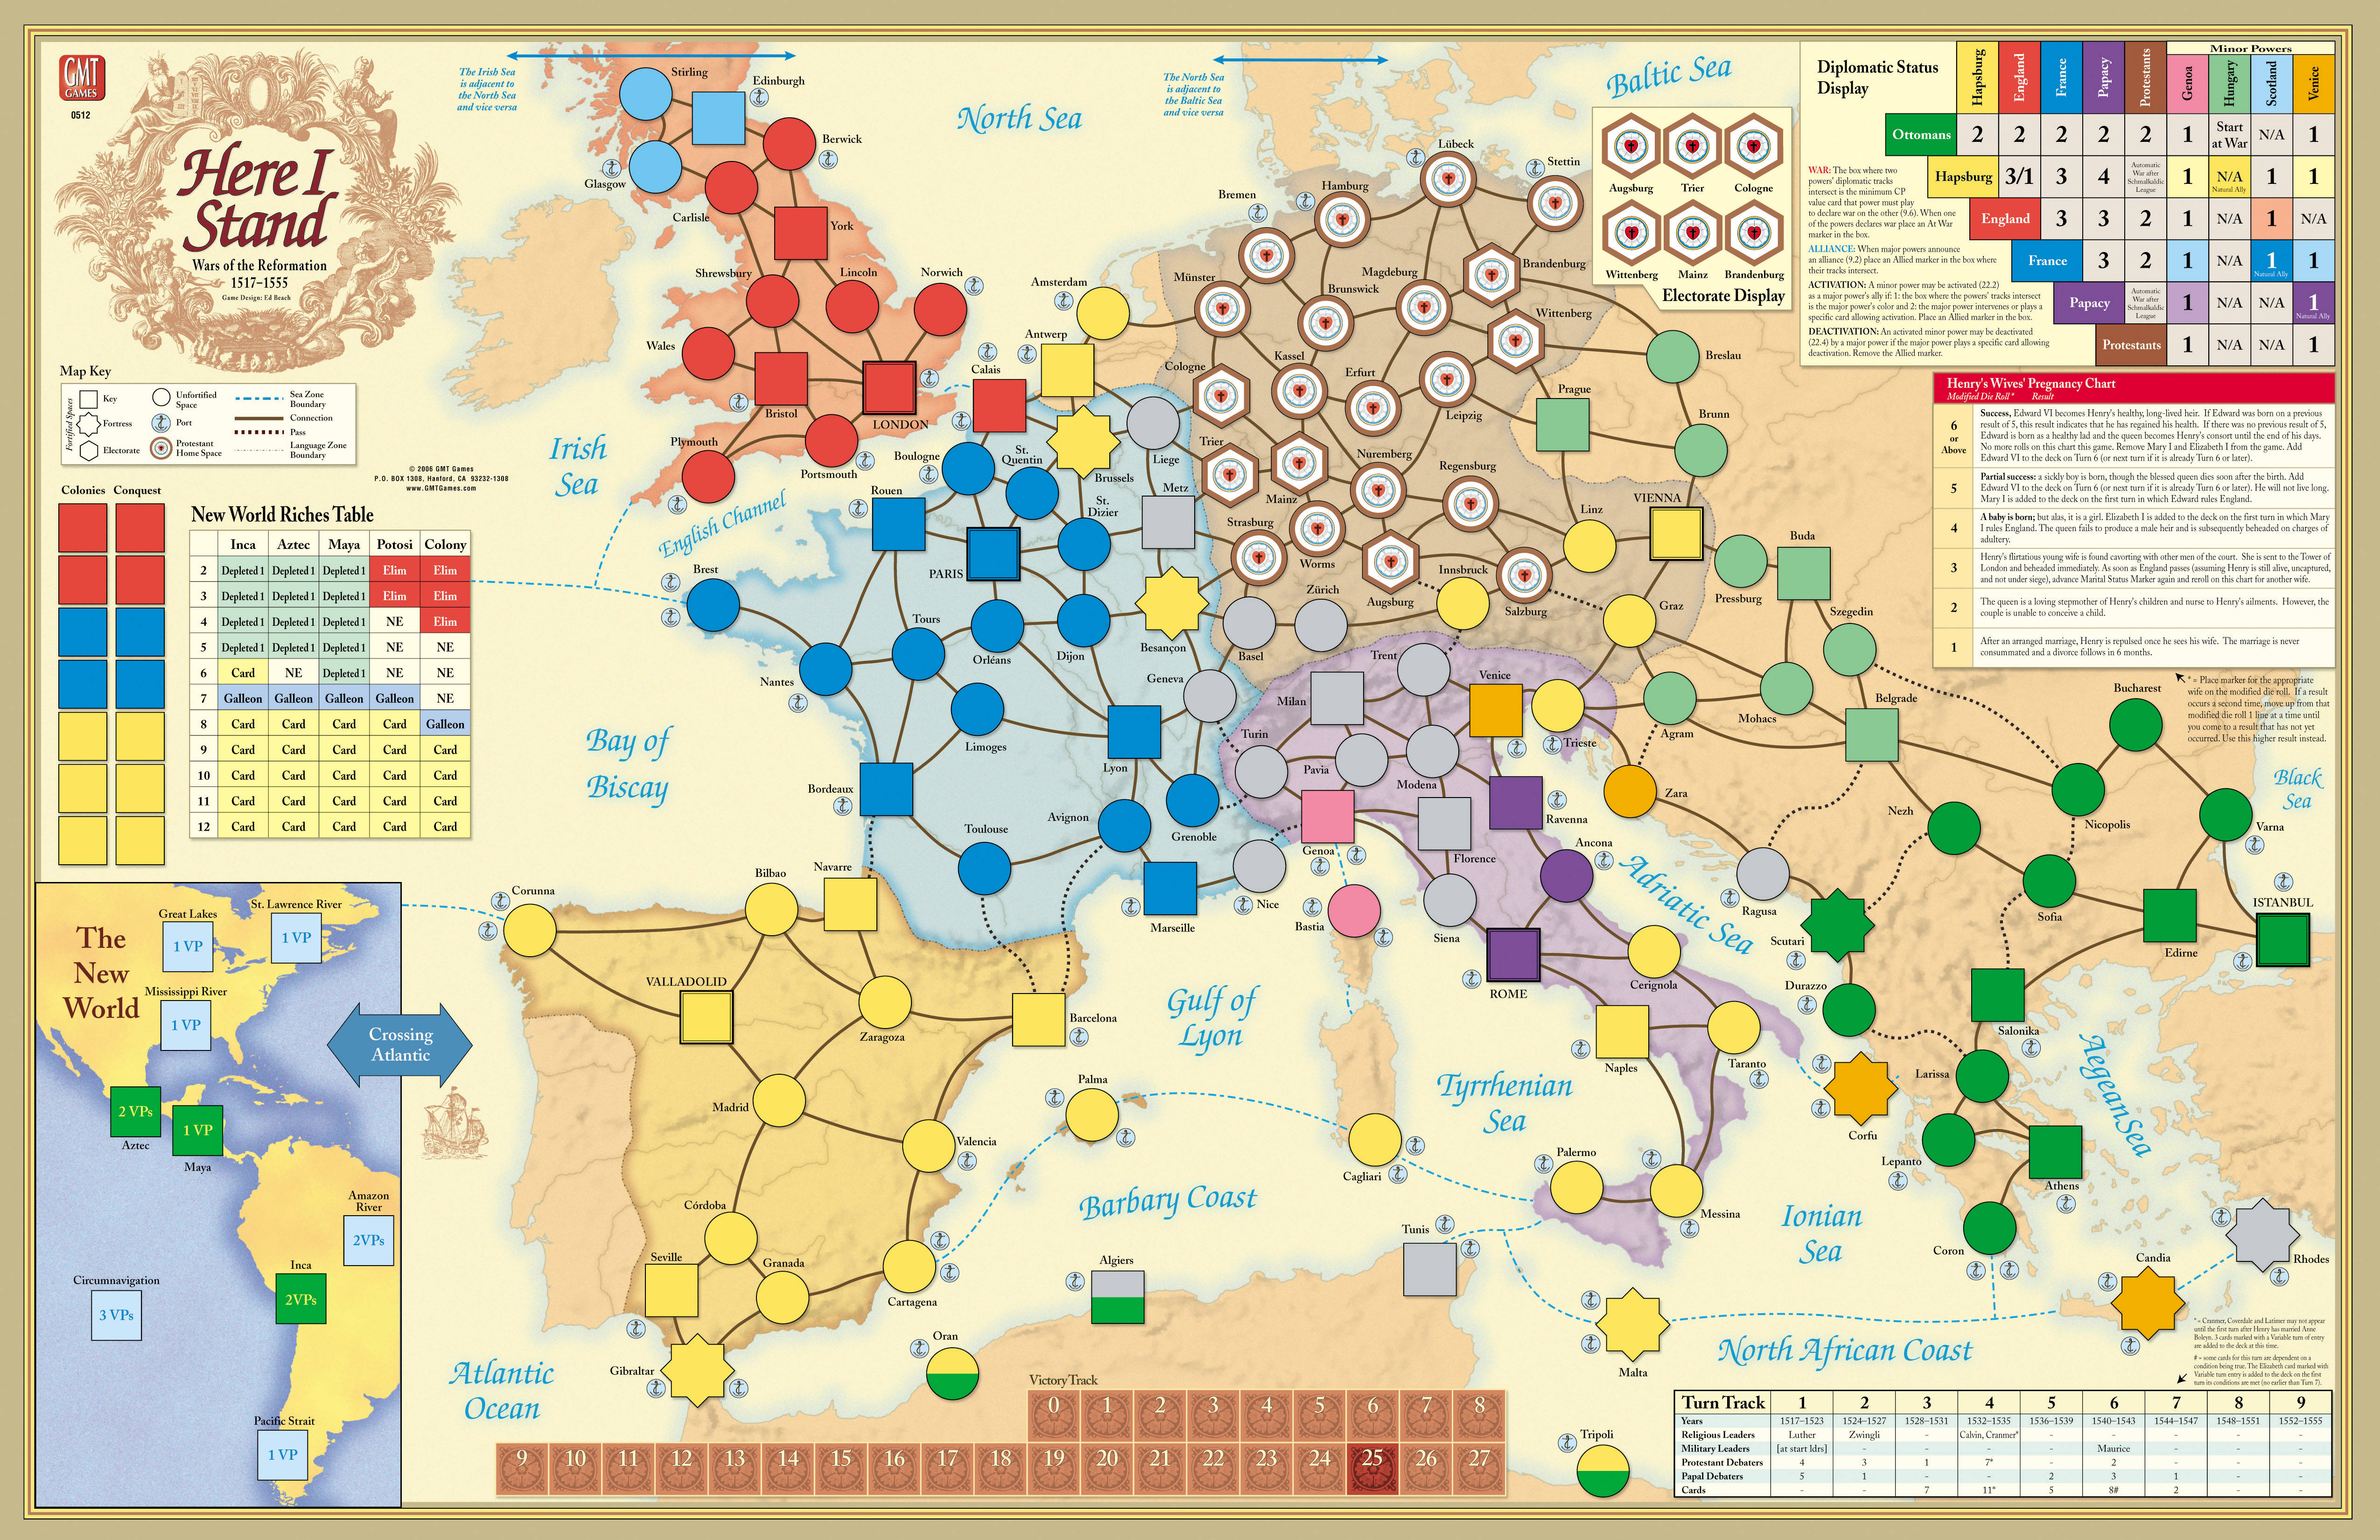 GMT
GAMES
0512
Here I
Stand
Wars of the Reformation
1517–1555
Game Design: Ed Beach
The Irish Sea
is adjacent to
the North Sea
and vice versa
North Sea
The North Sea
is adjacent to
the Baltic Sea
and vice versa
Baltic Sea
Map Key
Fortified Spaces
Key
Fortress
Electorate
Unfortified
Space
Port
Protestant
Home Space
Sea Zone
Boundary
Connection
Pass
Language Zone
Boundary
© 2006 GMT Games
P.O. BOX 1308, Hanford, CA 93232-1308
www.GMTGames.com
Colonies Conquest
New World Riches Table
Inca Aztec Maya Potosi Colony
2 Depleted 1 Depleted 1 Depleted 1 Elim Elim
3 Depleted 1 Depleted 1 Depleted 1 Elim Elim
4 Depleted 1 Depleted 1 Depleted 1 NE Elim
5 Depleted 1 Depleted 1 Depleted 1 NE NE
6 Card NE Depleted 1 NE NE
7 Galleon Galleon Galleon Galleon NE
8 Card Card Card Card Galleon
9 Card Card Card Card Card
10 Card Card Card Card Card
11 Card Card Card Card Card
12 Card Card Card Card Card
The
New
World
Great Lakes
1 VP
St. Lawrence River
1 VP
Mississippi River
1 VP
2 VPs
Aztec
1 VP
Maya
Amazon
River
2VPs
Inca
2VPs
Circumnavigation
3 VPs
Pacific Strait
1 VP
Crossing
Atlantic
Stirling
Edinburgh
Glasgow
Berwick
Carlisle
York
Shrewsbury
Lincoln
Norwich
Wales
Bristol
LONDON
Plymouth
Portsmouth
Irish
Sea
English Channel
Bay of
Biscay
Amsterdam
Antwerp
Calais
Brussels
Liege
Boulogne
St.
Quentin
Rouen
PARIS
St.
Dizier
Metz
Brest
Nantes
Tours
Orléans
Dijon
Besançon
Limoges
Geneva
Lyon
Bordeaux
Toulouse
Avignon
Grenoble
Marseille
Nice
Bremen
Hamburg
Lübeck
Stettin
Münster
Brunswick
Magdeburg
Brandenburg
Wittenberg
Cologne
Kassel
Erfurt
Leipzig
Trier
Mainz
Nuremberg
Regensburg
Strasburg
Worms
Augsburg
Salzburg
Innsbruck
Basel
Zürich
Linz
VIENNA
Graz
Breslau
Prague
Brunn
Pressburg
Buda
Szegedin
Mohacs
Agram
Belgrade
Trent
Milan
Venice
Trieste
Turin
Pavia
Modena
Genoa
Florence
Ravenna
Ancona
Siena
ROME
Bastia
Cerignola
Naples
Taranto
Palermo
Messina
Cagliari
Zara
Ragusa
Scutari
Durazzo
Nezh
Nicopolis
Bucharest
Varna
Sofia
Edirne
ISTANBUL
Salonika
Larissa
Lepanto
Athens
Coron
Corfu
Candia
Rhodes
Malta
Tunis
Algiers
Oran
Tripoli
Corunna
Bilbao
Navarre
VALLADOLID
Zaragoza
Barcelona
Madrid
Valencia
Palma
Córdoba
Seville
Granada
Cartagena
Gibraltar
Gulf of
Lyon
Tyrrhenian
Sea
Barbary Coast
Adriatic Sea
Ionian
Sea
Aegean Sea
Black
Sea
North African Coast
Atlantic
Ocean
Augsburg Trier Cologne
Wittenberg Mainz Brandenburg
Electorate Display
Diplomatic Status
Display
Minor Powers
Hapsburg England France Papacy Protestants Genoa Hungary Scotland Venice
Ottomans 2 2 2 2 2 1 Start at War N/A 1
Hapsburg 3/1 3 4 Automatic War after Schmalkaldic League 1 N/A Natural Ally 1 1
England 3 3 2 1 N/A 1 N/A
France 3 2 1 N/A 1 Natural Ally 1
Papacy Automatic War after Schmalkaldic League 1 N/A N/A 1 Natural Ally
Protestants 1 N/A N/A 1
WAR: The box where two
powers' diplomatic tracks
intersect is the minimum CP
value card that power must play
to declare war on the other (9.6). When one
of the powers declares war place an At War
marker in the box.
ALLIANCE: When major powers announce
an alliance (9.2) place an Allied marker in the box where
their tracks intersect.
ACTIVATION: A minor power may be activated (22.2)
as a major power's ally if: 1: the box where the powers' tracks intersect
is the major power's color and 2: the major power intervenes or plays a
specific card allowing activation. Place an Allied marker in the box.
DEACTIVATION: An activated minor power may be deactivated
(22.4) by a major power if the major power plays a specific card allowing
deactivation. Remove the Allied marker.
Henry's Wives' Pregnancy Chart
Modified Die Roll* Result
6
or
Above
Success, Edward VI becomes Henry's healthy, long-lived heir. If Edward was born on a previous
result of 5, this result indicates that he has regained his health. If there was no previous result of 5,
Edward is born as a healthy lad and the queen becomes Henry's consort until the end of his days.
No more rolls on this chart this game. Remove Mary I and Elizabeth I from the game. Add
Edward VI to the deck on Turn 6 (or next turn if it is already Turn 6 or later).
5
Partial success: a sickly boy is born, though the blessed queen dies soon after the birth. Add
Edward VI to the deck on Turn 6 (or next turn if it is already Turn 6 or later). He will not live long.
Mary I is added to the deck on the first turn in which Edward rules England.
4
A baby is born; but alas, it is a girl. Elizabeth I is added to the deck on the first turn in which Mary
I rules England. The queen fails to produce a male heir and is subsequently beheaded on charges of
adultery.
3
Henry's flirtatious young wife is found cavorting with other men of the court. She is sent to the Tower of
London and beheaded immediately. As soon as England passes (assuming Henry is still alive, uncaptured,
and not under siege), advance Marital Status Marker again and reroll on this chart for another wife.
2
The queen is a loving stepmother of Henry's children and nurse to Henry's ailments. However, the
couple is unable to conceive a child.
1
After an arranged marriage, Henry is repulsed once he sees his wife. The marriage is never
consummated and a divorce follows in 6 months.
* = Place marker for the appropriate
wife on the modified die roll. If a result
occurs a second time, move up from that
modified die roll 1 line at a time until
you come to a result that has not yet
occurred. Use this higher result instead.
* = Cranmer, Coverdale and Latimer may not appear
until the first turn after Henry has married Anne
Boleyn. 3 cards marked with a Variable turn of entry
are added to the deck at this time.
# = some cards for this turn are dependent on a
condition being true. The Elizabeth card marked with
Variable turn entry is added to the deck on the first
turn its conditions are met (no earlier than Turn 7).
Victory Track
0 1 2 3 4 5 6 7 8
9 10 11 12 13 14 15 16 17 18 19 20 21 22 23 24 25 26 27
Turn Track 1 2 3 4 5 6 7 8 9
Years 1517–1523 1524–1527 1528–1531 1532–1535 1536–1539 1540–1543 1544–1547 1548–1551 1552–1555
Religious Leaders Luther Zwingli - Calvin, Cranmer* - - - - -
Military Leaders [at start ldrs] - - - - Maurice - - -
Protestant Debaters 4 3 1 7* - 2 - - -
Papal Debaters 5 1 - - 2 3 1 - -
Cards - - 7 11* 5 8# 2 - -